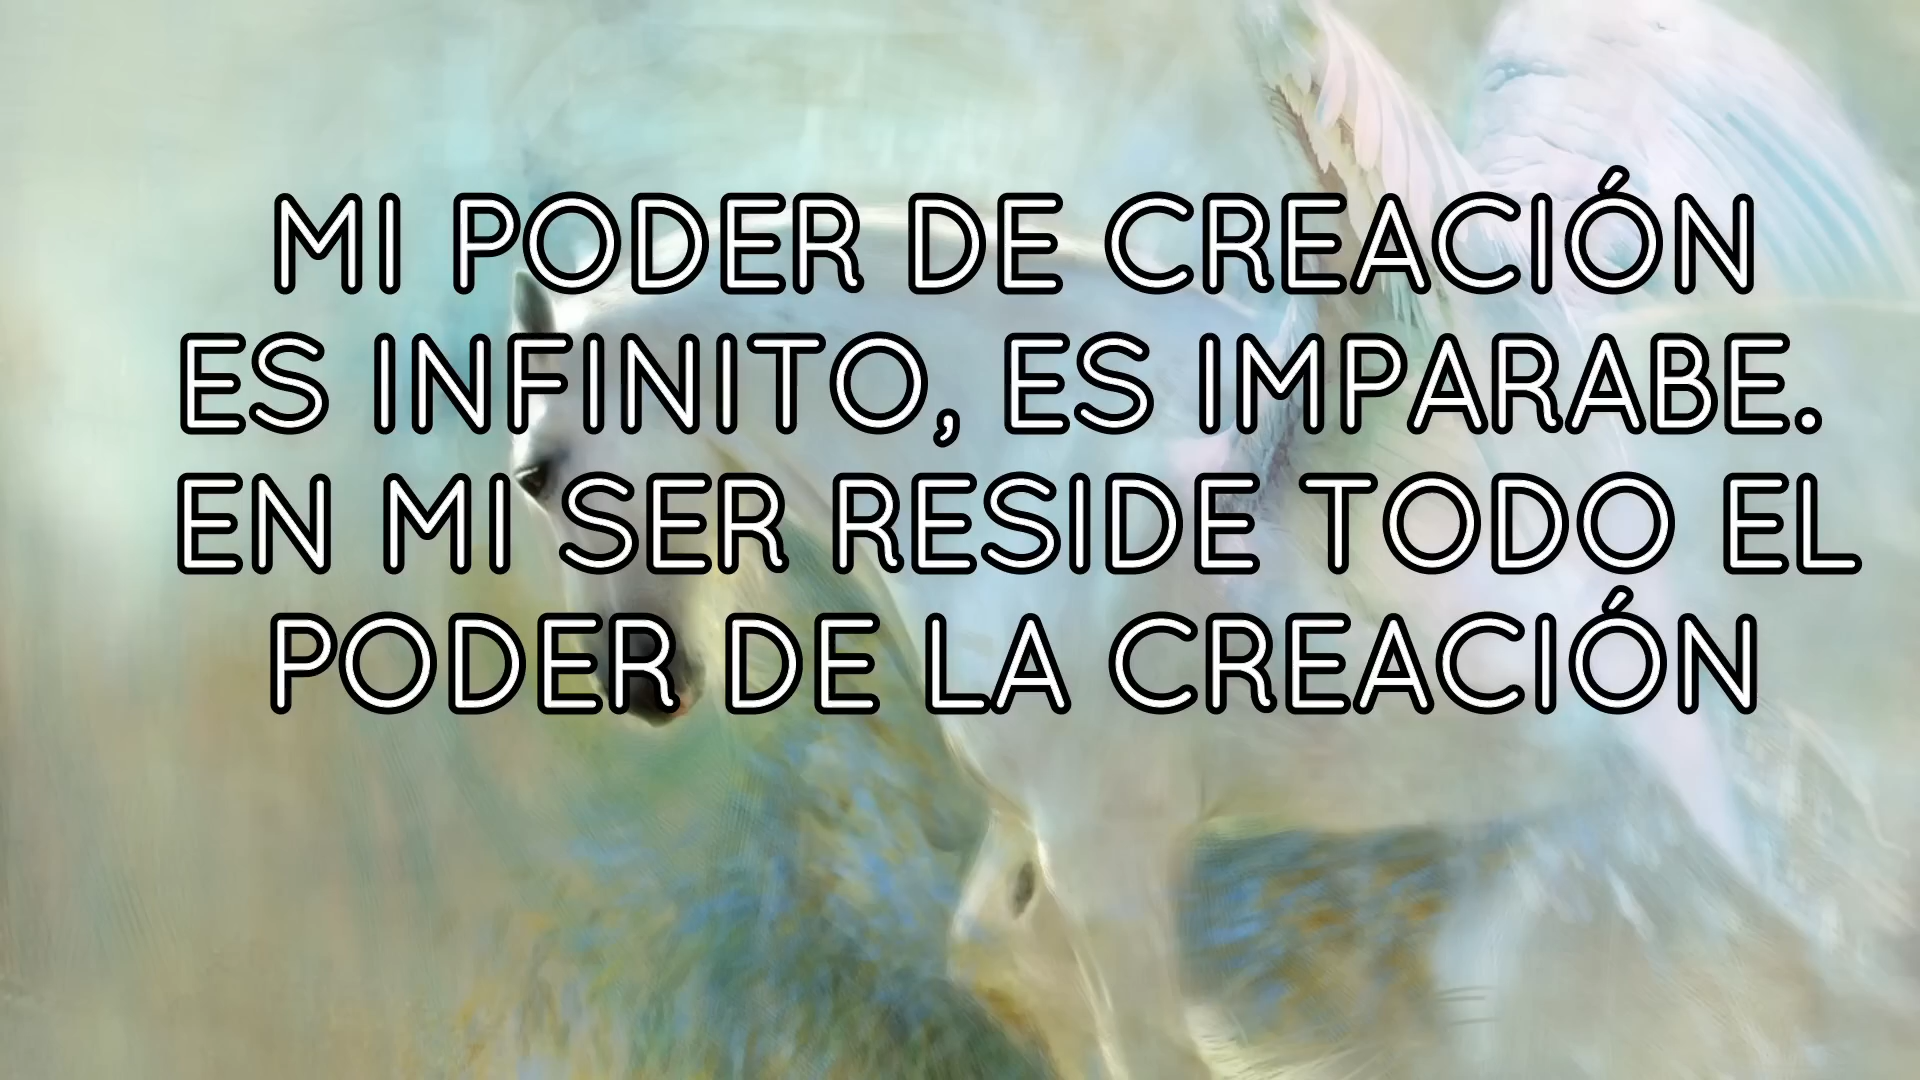 MI PODER DE CREACIÓN
ES INFINITO, ES IMPARABE.
EN MI SER RESIDE TODO EL
PODER DE LA CREACIÓN